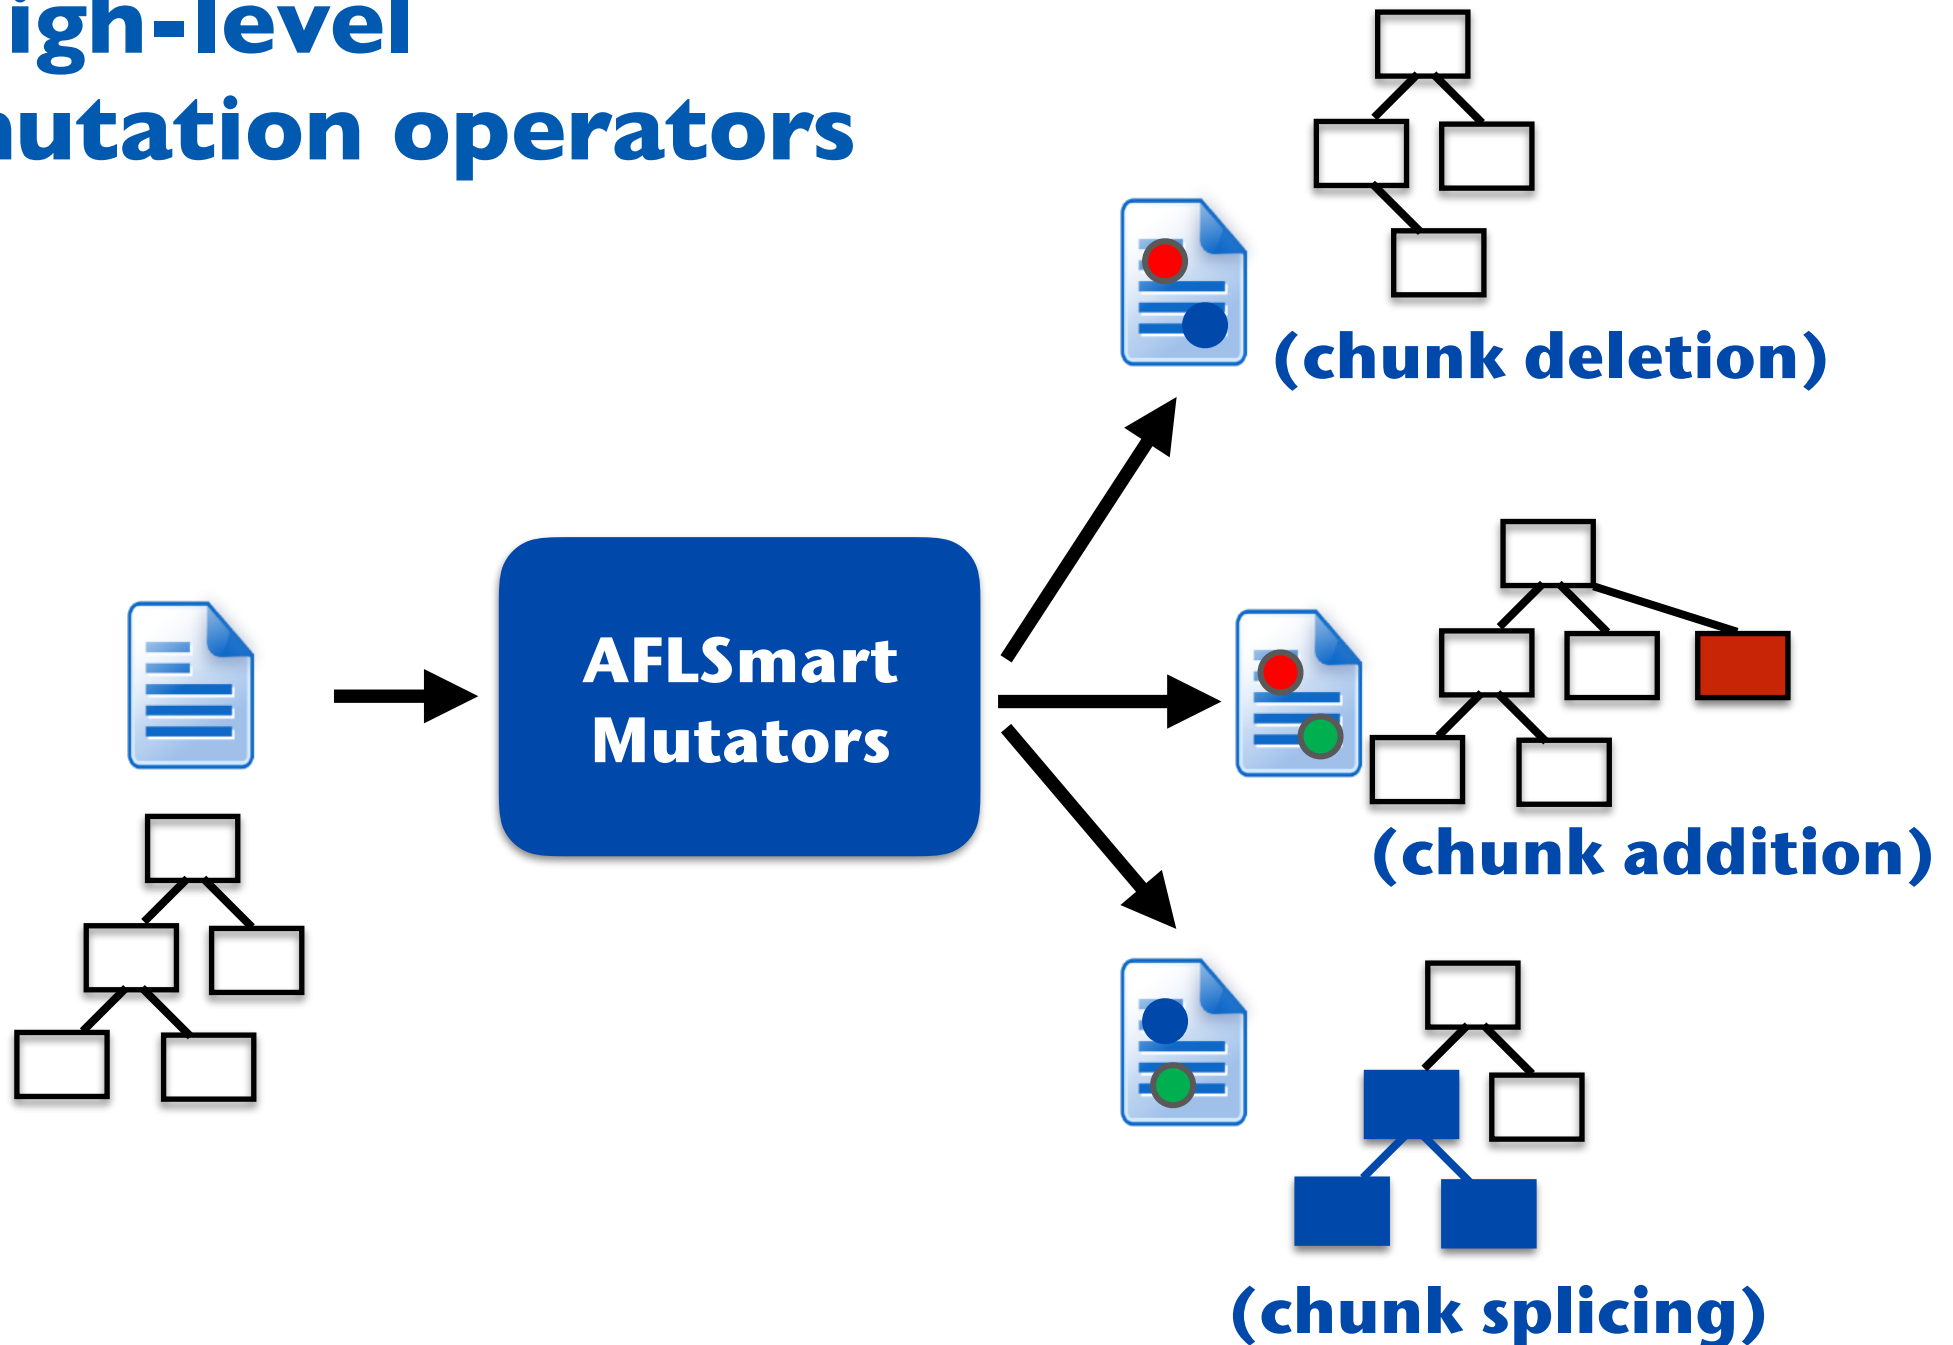 igh-level
utation operators
(chunk deletion)
AFLSmart
Mutators
(chunk addition)
(chunk splicing)